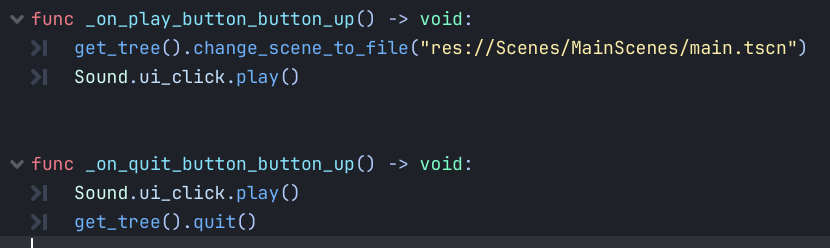 func _on_play_button_button_up() -> void:
get_tree().change_scene_to_file("res://Scenes/MainScenes/main.tscn")
Sound.ui_click.play()
func _on_quit_button_button_up() -> void:
Sound.ui_click.play()
get_tree().quit()